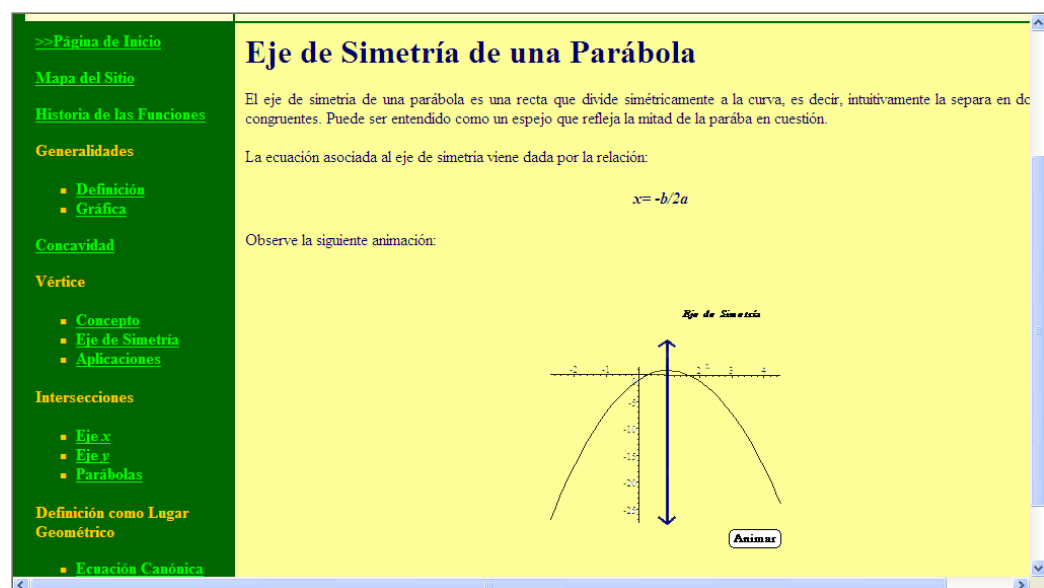 >>Página de Inicio
Mapa del Sitio
Historia de las Funciones
Generalidades
Definición
Gráfica
Concavidad
Vértice
Concepto
Eje de Simetría
Aplicaciones
Intersecciones
Eje x
Eje y
Parábolas
Definición como Lugar
Geométrico
Ecuación Canónica
Eje de Simetría de una Parábola
El eje de simetría de una parábola es una recta que divide simétricamente a la curva, es decir, intuitivamente la separa en
congruentes. Puede ser entendido como un espejo que refleja la mitad de la parába en cuestión.
La ecuación asociada al eje de simetría viene dada por la relación:
x= -b/2a
Observe la siguiente animación:
Eje de Simetría
-2 -1 2 3 4
-5
-10
-15
-20
-25
Animar